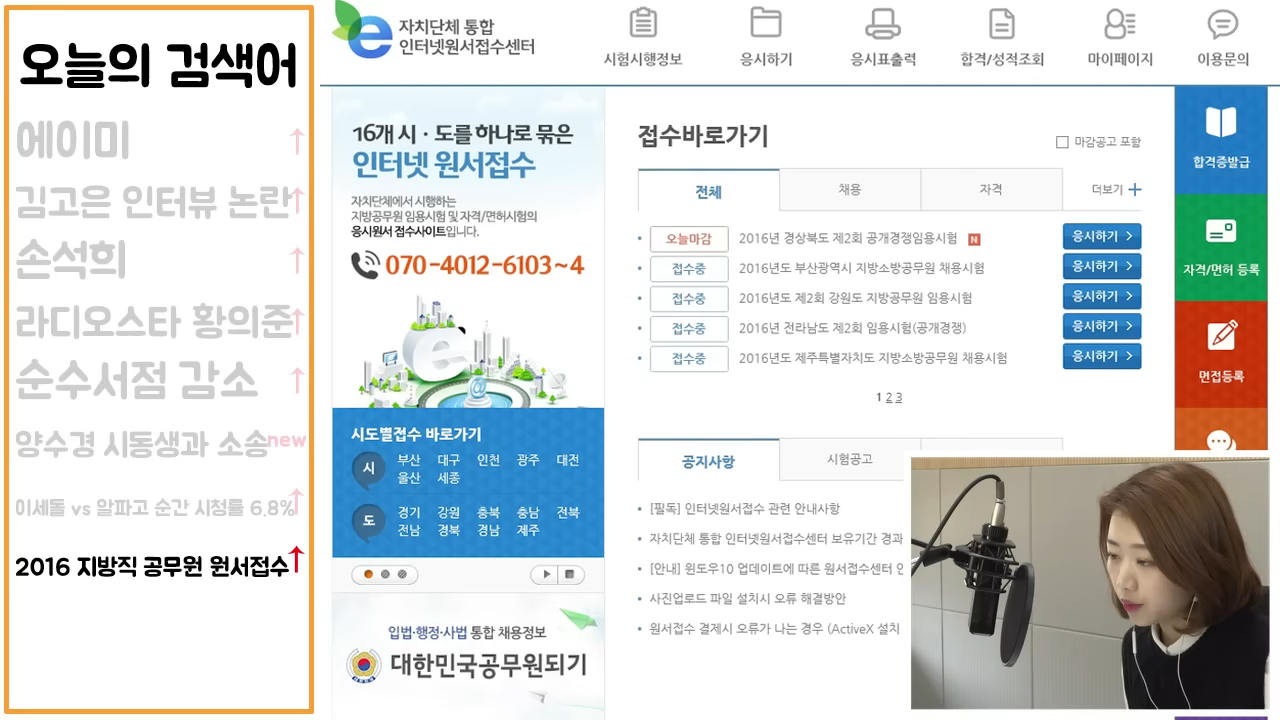 오늘의 검색어
에이미 ↑
김고은 인터뷰 논란 ↑
손석희 ↑
라디오스타 황의준 ↑
순수서점 감소 ↑
양수경 시동생과 소송 new
이세돌 vs 알파고 순간 시청률 6.8% ↑
2016 지방직 공무원 원서접수 ↑
자치단체 통합
인터넷원서접수센터
시험시행정보
응시하기
응시표출력
합격/성적조회
마이페이지
이용문의
16개 시·도를 하나로 묶은
인터넷 원서접수
자치단체에서 시행하는
지방공무원 임용시험 및 자격/면허시험의
응시원서 접수사이트입니다.
070-4012-6103~4
시도별접수 바로가기
시 부산 대구 인천 광주 대전
울산 세종
도 경기 강원 충북 충남 전북
전남 경북 경남 제주
입법·행정·사법 통합 채용정보
대한민국공무원되기
접수바로가기
마감공고 포함
전체 채용 자격 더보기 +
오늘마감 2016년 경상북도 제2회 공개경쟁임용시험 N 응시하기 >
접수중 2016년도 부산광역시 지방소방공무원 채용시험 응시하기 >
접수중 2016년도 제2회 강원도 지방공무원 임용시험 응시하기 >
접수중 2016년 전라남도 제2회 임용시험(공개경쟁) 응시하기 >
접수중 2016년도 제주특별자치도 지방소방공무원 채용시험 응시하기 >
1 2 3
공지사항 시험공고
• [필독] 인터넷원서접수 관련 안내사항
• 자치단체 통합 인터넷원서접수센터 보유기간 경과
• [안내] 윈도우10 업데이트에 따른 원서접수센터
• 사진업로드 파일 설치시 오류 해결방안
• 원서접수 결제시 오류가 나는 경우 (ActiveX 설치
합격증발급
자격/면허 등록
면접등록